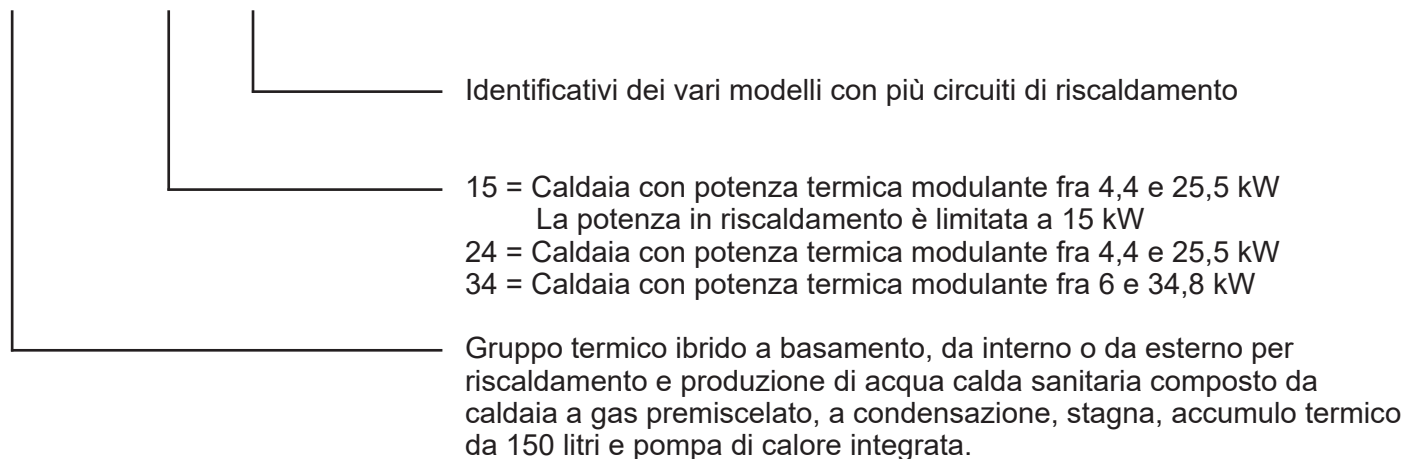 Identificativi dei vari modelli con più circuiti di riscaldamento
15 = Caldaia con potenza termica modulante fra 4,4 e 25,5 kW
La potenza in riscaldamento è limitata a 15 kW
24 = Caldaia con potenza termica modulante fra 4,4 e 25,5 kW
34 = Caldaia con potenza termica modulante fra 6 e 34,8 kW
Gruppo termico ibrido a basamento, da interno o da esterno per
riscaldamento e produzione di acqua calda sanitaria composto da
caldaia a gas premiscelato, a condensazione, stagna, accumulo termico
da 150 litri e pompa di calore integrata.